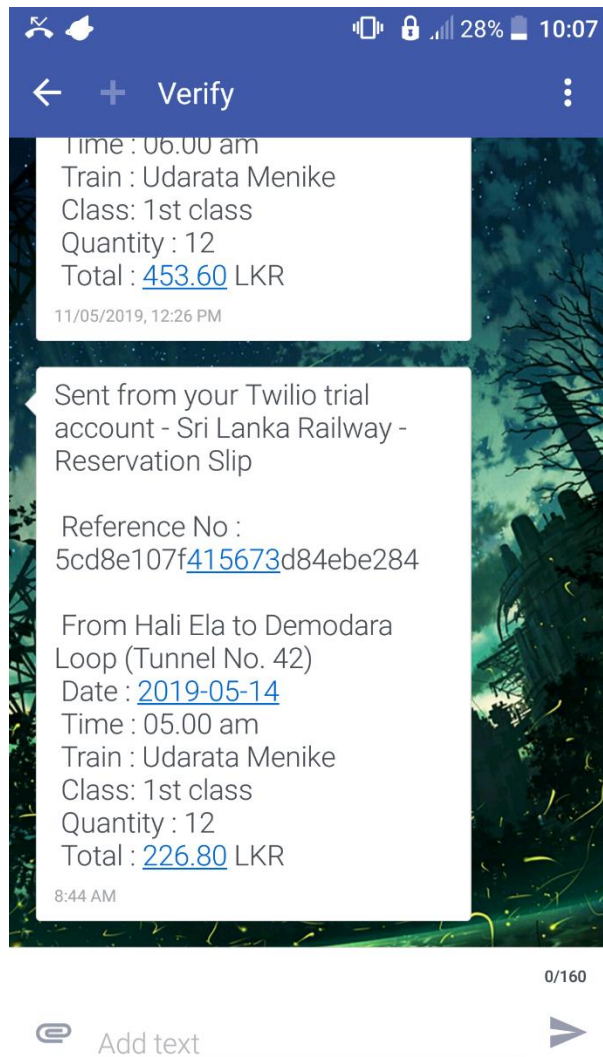 28% 10:07
Verify
Time : 06.00 am
Train : Udarata Menike
Class: 1st class
Quantity : 12
Total : 453.60 LKR
11/05/2019, 12:26 PM
Sent from your Twilio trial
account - Sri Lanka Railway -
Reservation Slip
Reference No :
5cd8e107f415673d84ebe284
From Hali Ela to Demodara
Loop (Tunnel No. 42)
Date : 2019-05-14
Time : 05.00 am
Train : Udarata Menike
Class: 1st class
Quantity : 12
Total : 226.80 LKR
8:44 AM
0/160
Add text